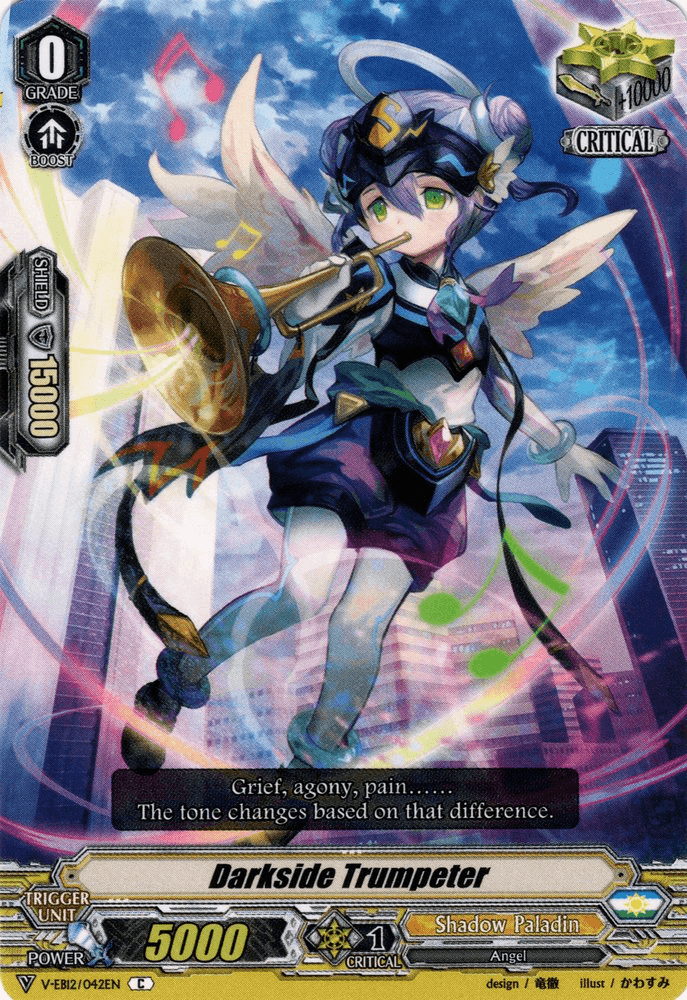 0
GRADE
BOOST
+10000
CRITICAL
SHIELD
15000
S
Grief, agony, pain……
The tone changes based on that difference.
Darkside Trumpeter
TRIGGER
UNIT
POWER
5000
1
CRITICAL
Shadow Paladin
Angel
V-EB12/042EN
C
design / 竜徹
illust / かわすみ